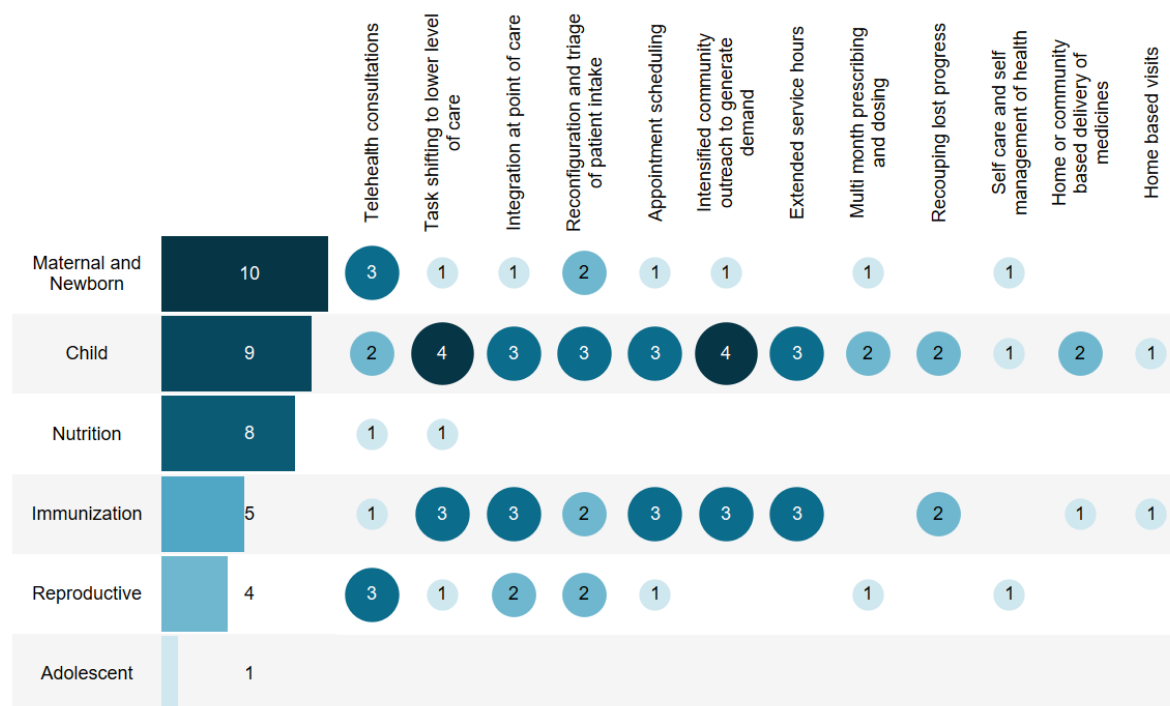 Telehealth consultations
Task shifting to lower level
of care
Integration at point of care
Reconfiguration and triage
of patient intake
Appointment scheduling
Intensified community
outreach to generate
demand
Extended service hours
Multi month prescribing
and dosing
Recouping lost progress
Self care and self
management of health
Home or community
based delivery of
medicines
Home based visits
Maternal and
Newborn
10 3 1 1 2 1 1 1 1
Child 9 2 4 3 3 3 4 3 2 2 1 2 1
Nutrition 8 1 1
Immunization 5 1 3 3 2 3 3 3 2 1 1
Reproductive 4 3 1 2 2 1 1 1
Adolescent 1